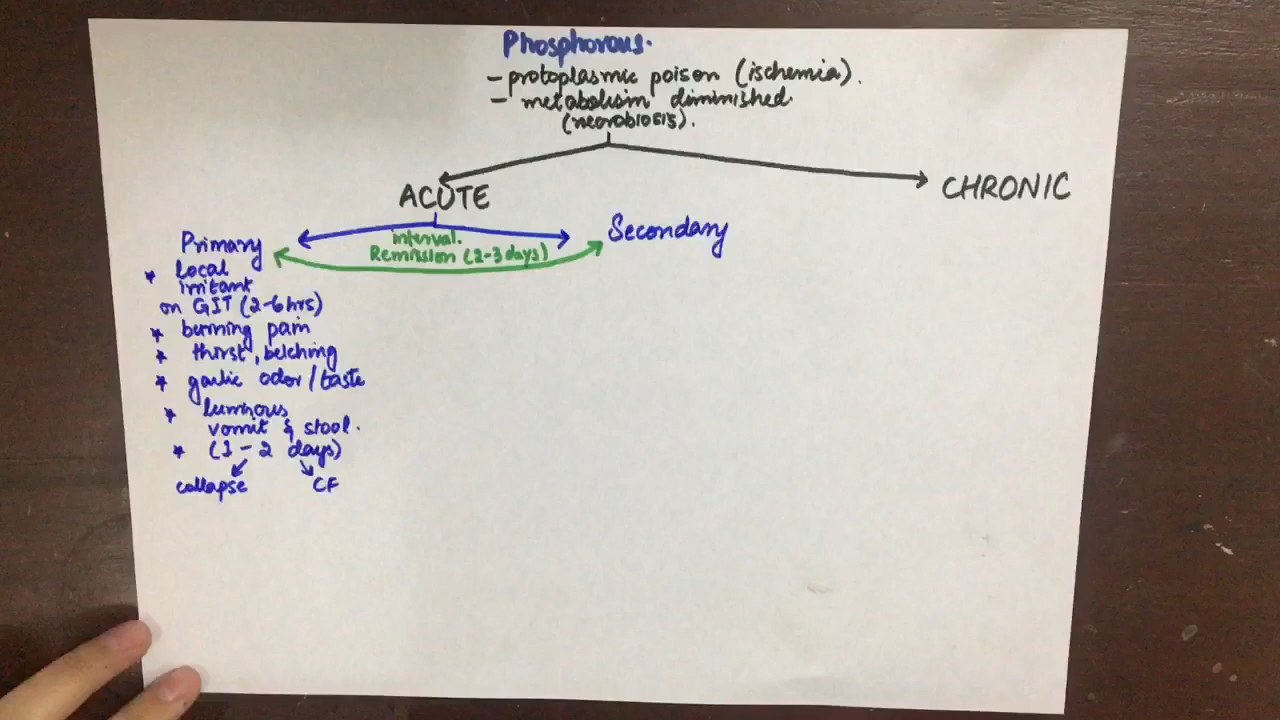 Phosphorous.
- protoplasmic poison (ischemia).
- metabolism diminished.
(necrobiosis).
ACUTE
CHRONIC
Primary
interval.
Remission (2-3 days)
Secondary
* local
irritant
on GIT (2-6 hrs)
* burning pain
* thirst, belching
* garlic odor / taste
* luminous
vomit & stool.
* (1-2 days)
collapse
CF